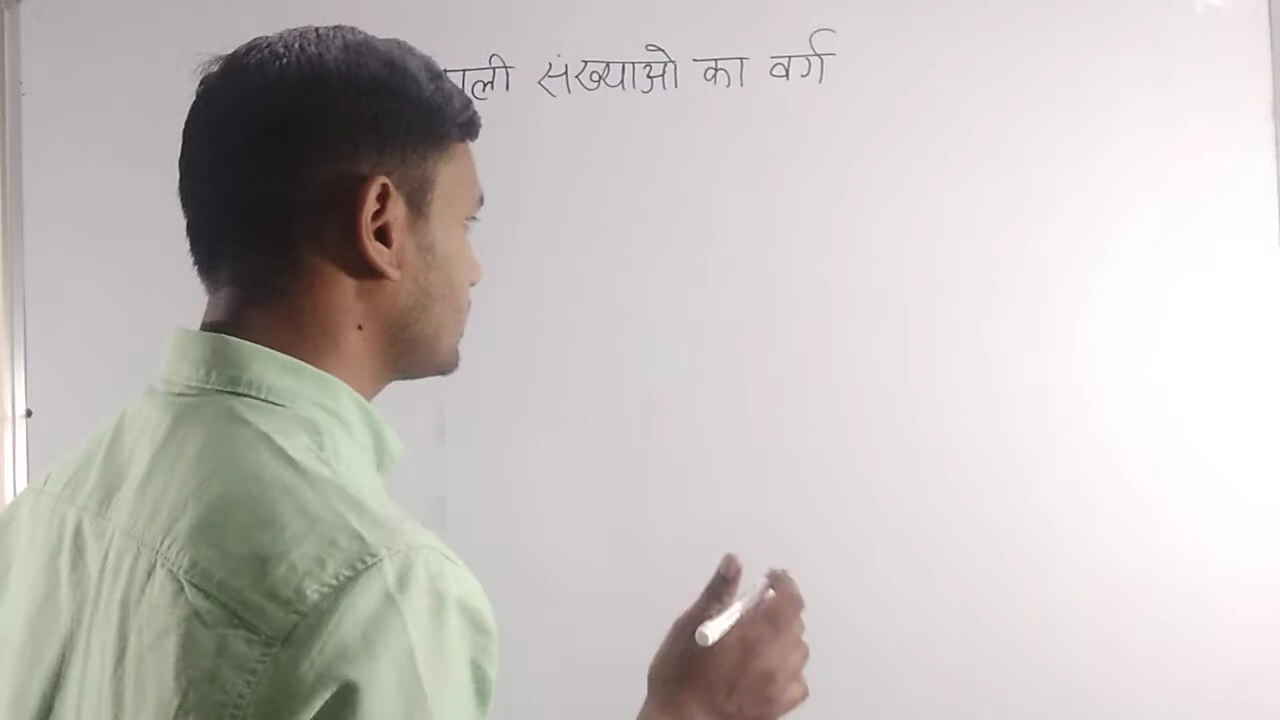 संख्याओ का वर्ग